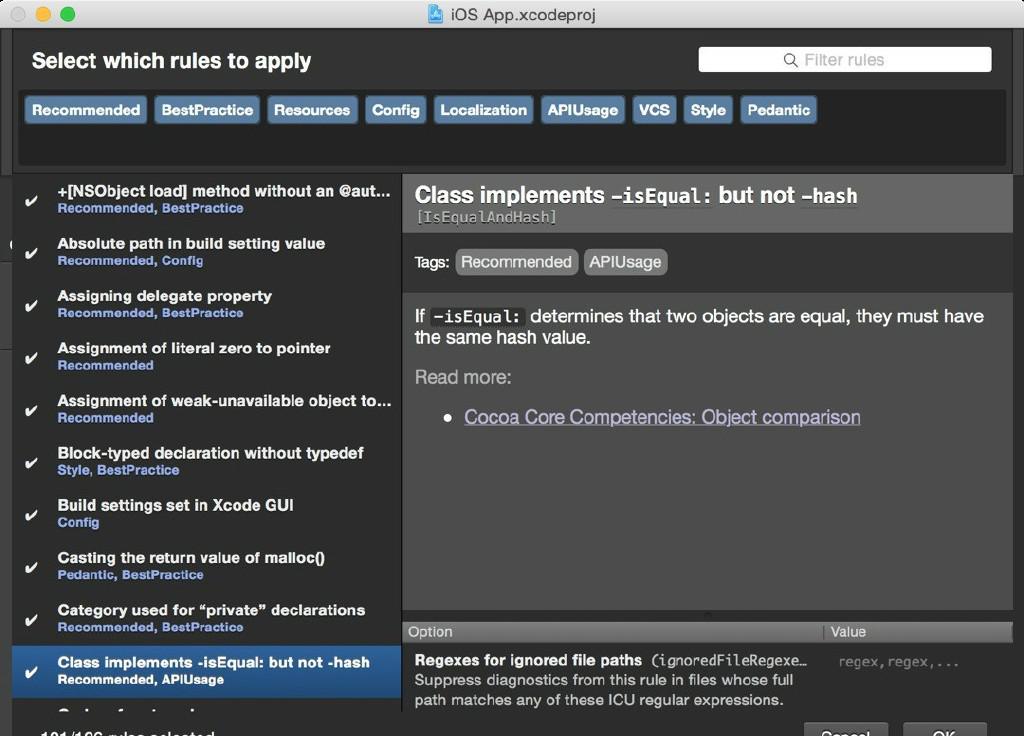 iOS App.xcodeproj
Select which rules to apply
Filter rules
Recommended BestPractice Resources Config Localization APIUsage VCS Style Pedantic
+[NSObject load] method without an @aut...
Recommended, BestPractice
Absolute path in build setting value
Recommended, Config
Assigning delegate property
Recommended, BestPractice
Assignment of literal zero to pointer
Recommended
Assignment of weak-unavailable object to...
Recommended
Block-typed declaration without typedef
Style, BestPractice
Build settings set in Xcode GUI
Config
Casting the return value of malloc()
Pedantic, BestPractice
Category used for “private” declarations
Recommended, BestPractice
Class implements -isEqual: but not -hash
Recommended, APIUsage
Class implements -isEqual: but not -hash
[IsEqualAndHash]
Tags: Recommended APIUsage
If -isEqual: determines that two objects are equal, they must have
the same hash value.
Read more:
• Cocoa Core Competencies: Object comparison
Option Value
Regexes for ignored file paths (ignoredFileRegexe… regex,regex,...
Suppress diagnostics from this rule in files whose full
path matches any of these ICU regular expressions.
rules selected
Cancel OK